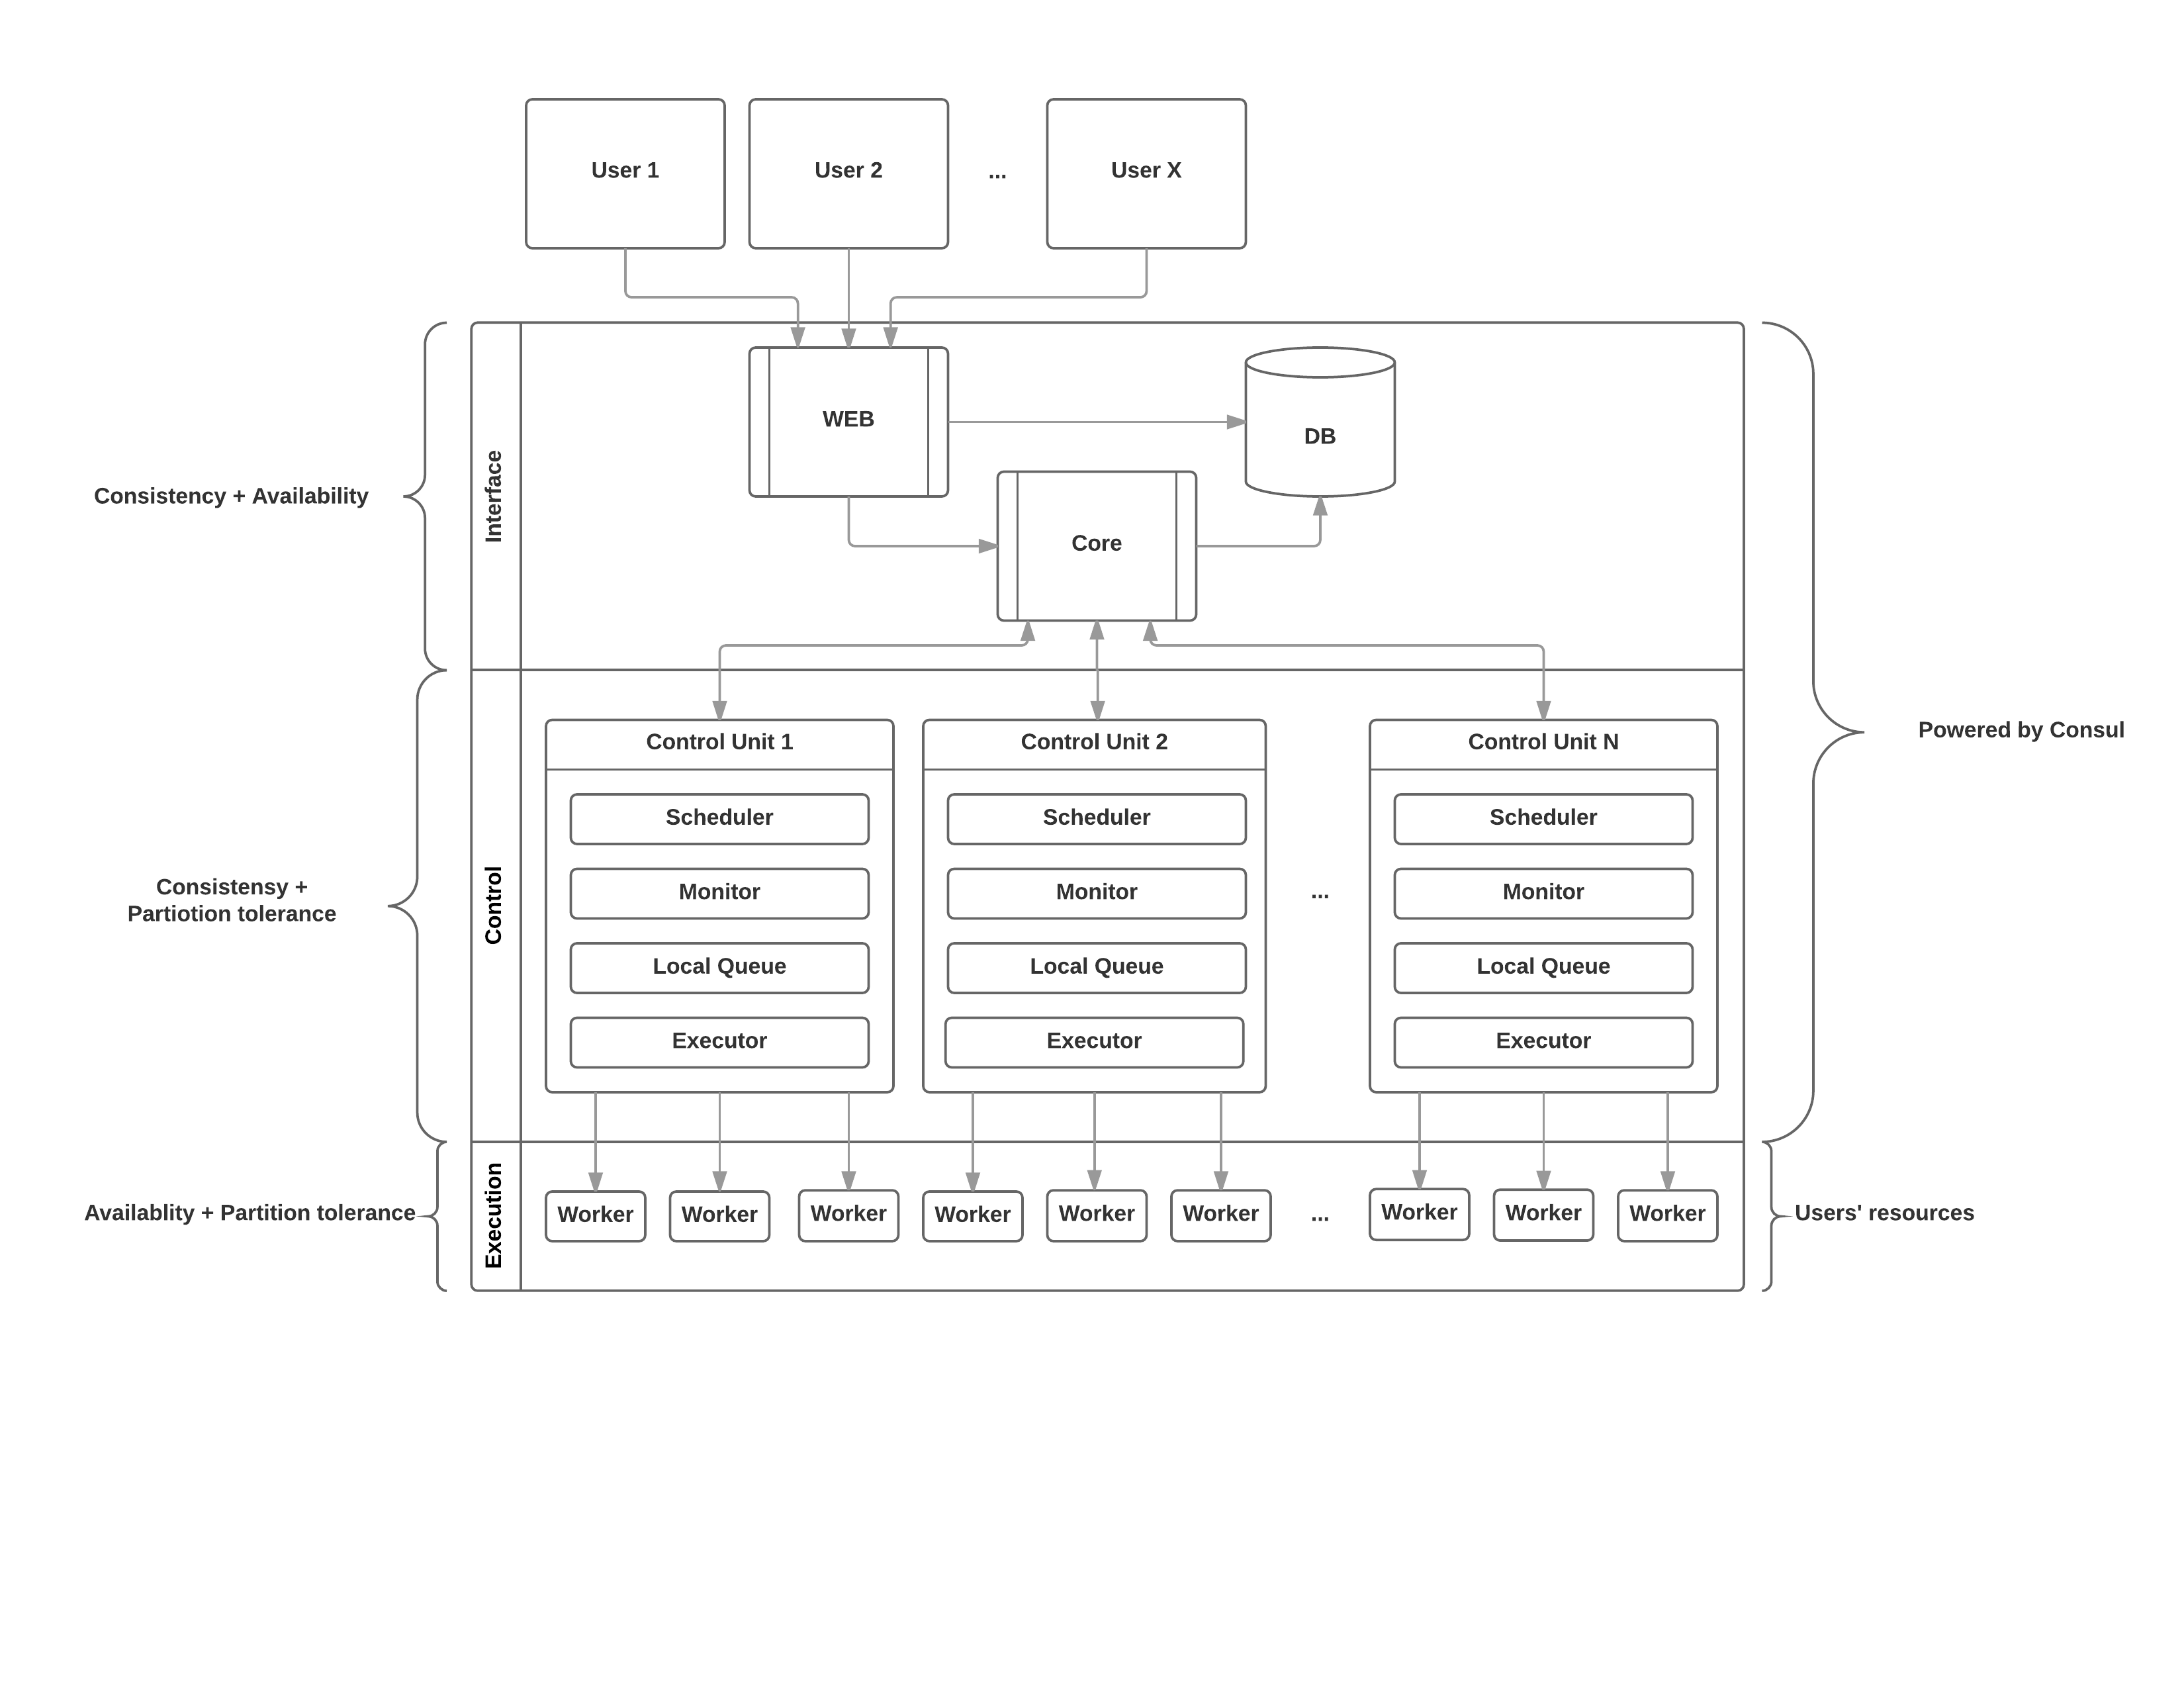 User 1
User 2
...
User X
WEB
DB
Core
Interface
Consistency + Availability
Powered by Consul
Control Unit 1
Control Unit 2
Control Unit N
Scheduler
Scheduler
Scheduler
Monitor
Monitor
...
Monitor
Local Queue
Local Queue
Local Queue
Executor
Executor
Executor
Control
Consistensy +
Partiotion tolerance
Execution
Availablity + Partition tolerance
Worker
Worker
Worker
Worker
Worker
Worker
...
Worker
Worker
Worker
Users' resources